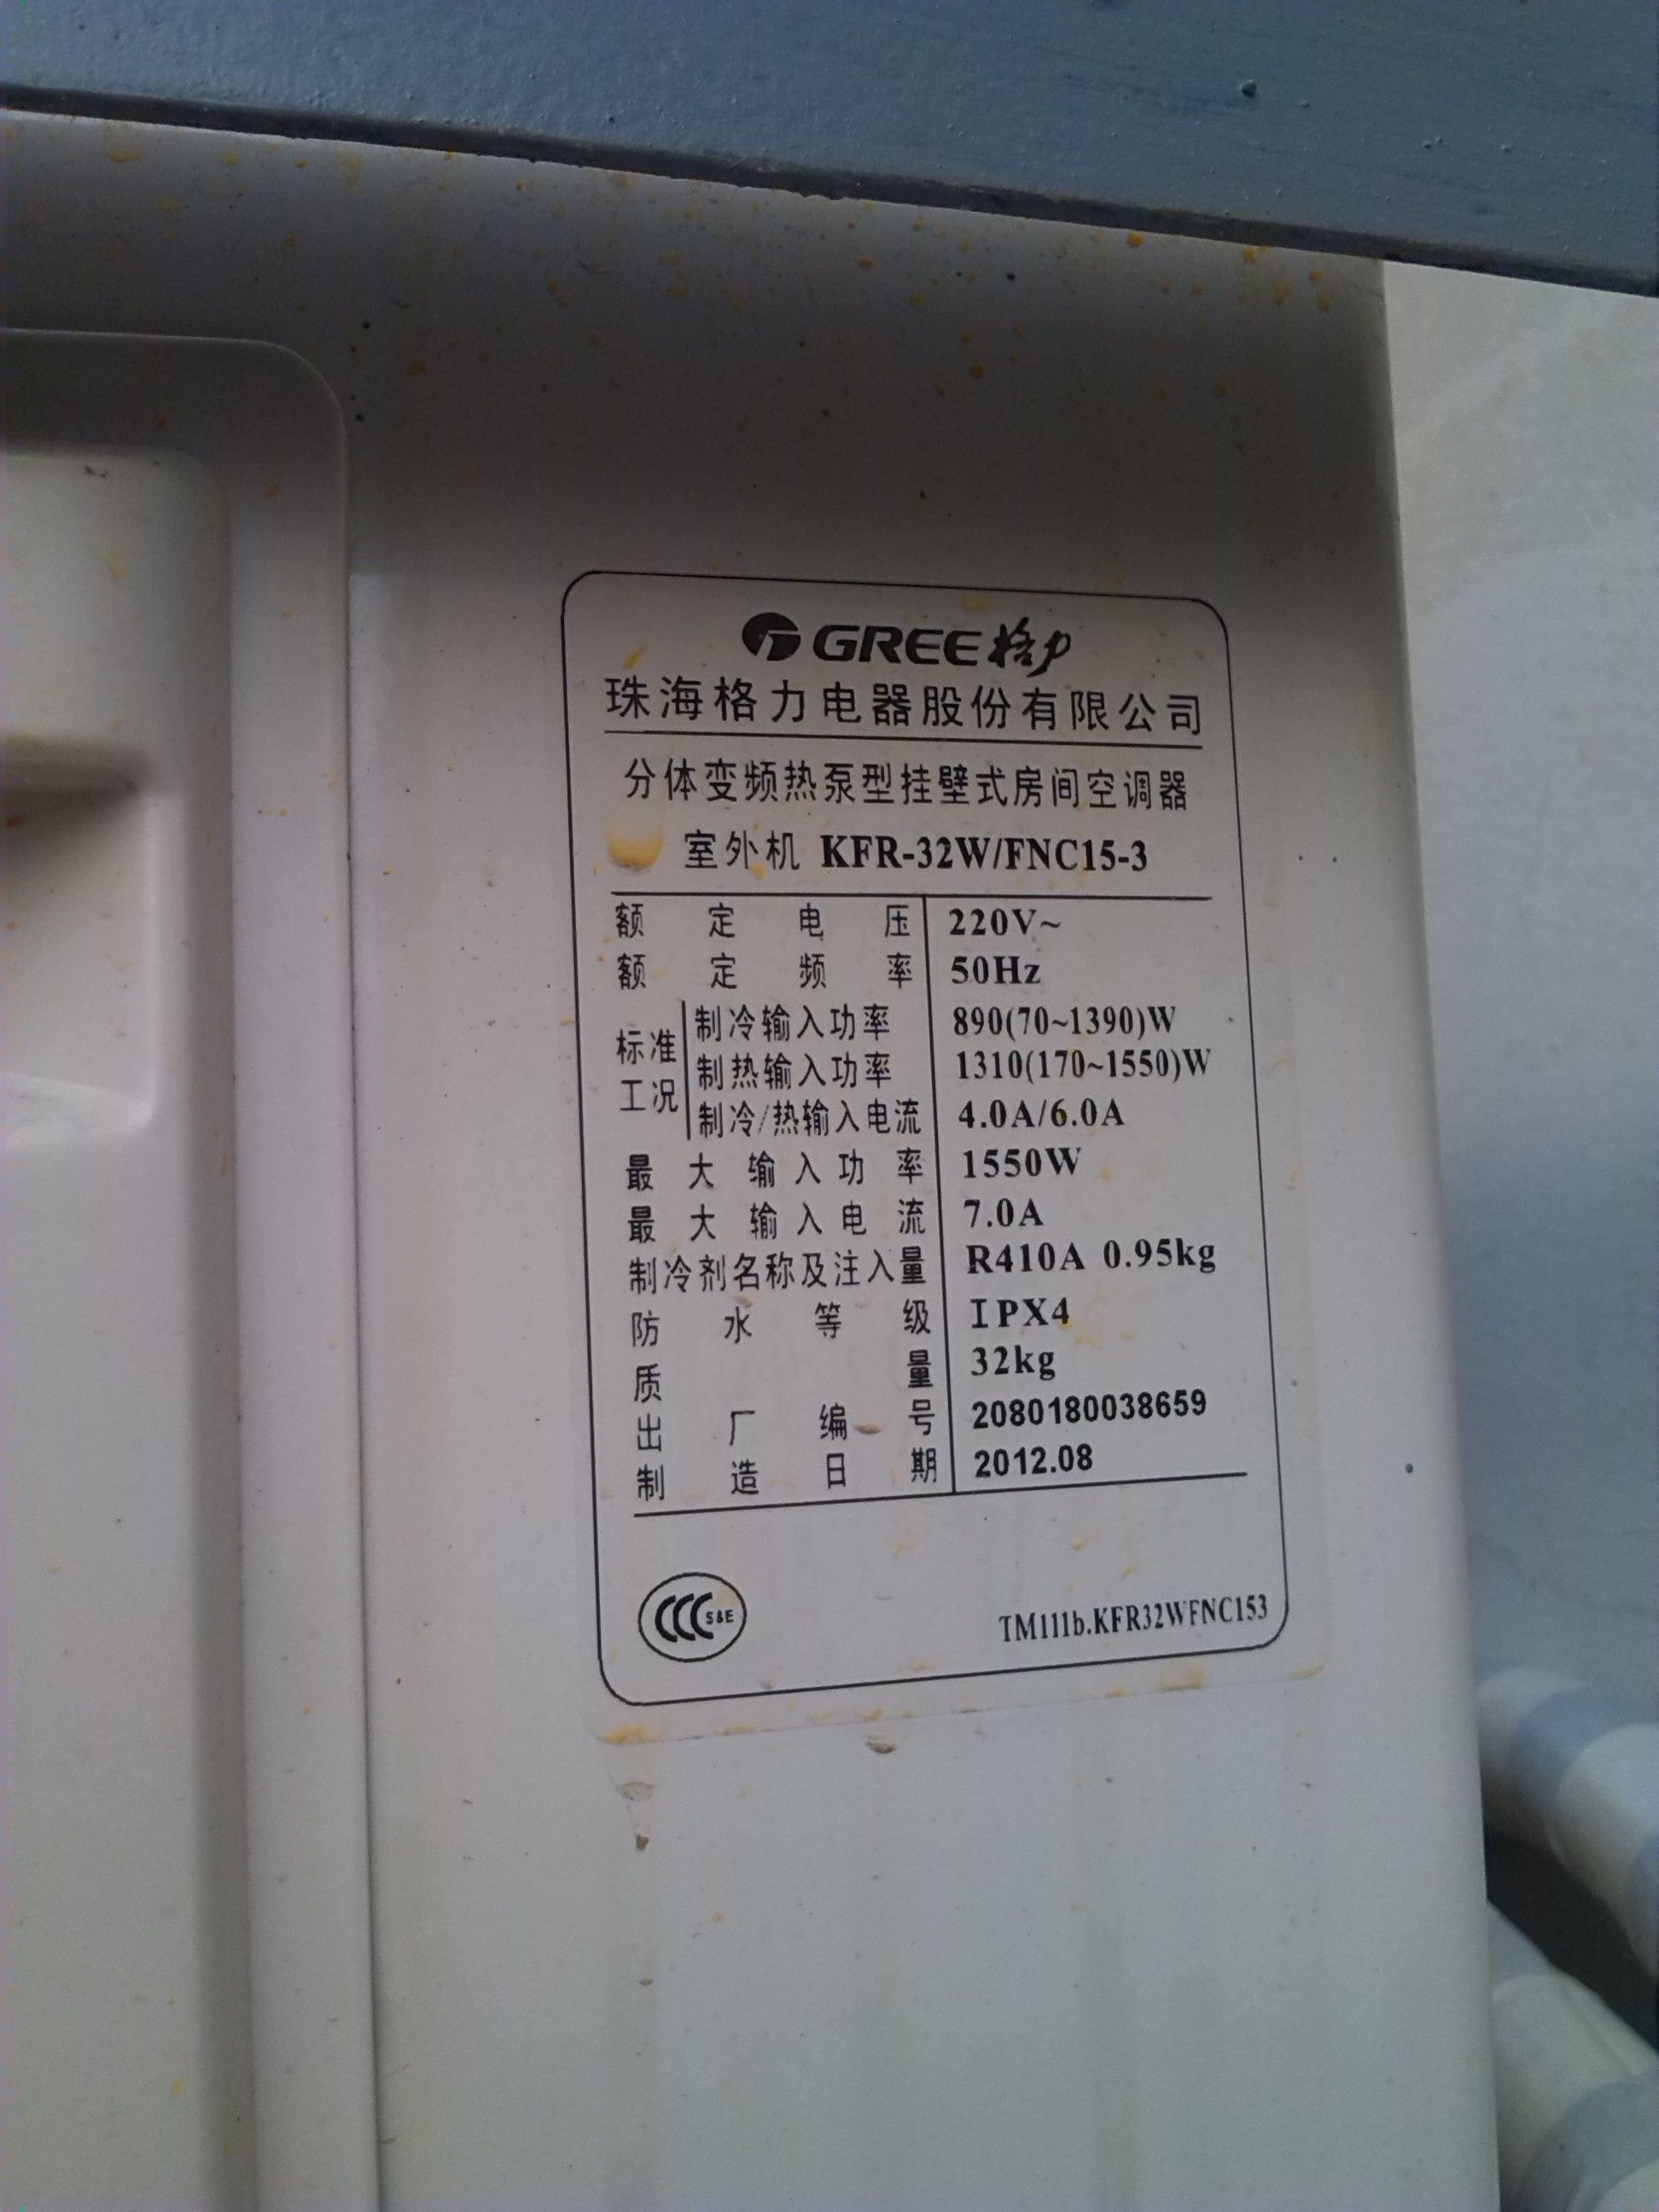 GREE 格力
珠海格力电器股份有限公司
分体变频热泵型挂壁式房间空调器
室外机 KFR-32W/FNC15-3
额定电压 220V~
额定频率 50Hz
标准工况 制冷输入功率 890(70~1390)W
制热输入功率 1310(170~1550)W
制冷/热输入电流 4.0A/6.0A
最大输入功率 1550W
最大输入电流 7.0A
制冷剂名称及注入量 R410A 0.95kg
防水等级 IPX4
质量 32kg
出厂编号 2080180038659
制造日期 2012.08
CCC S&E
TM111b.KFR32WFNC153